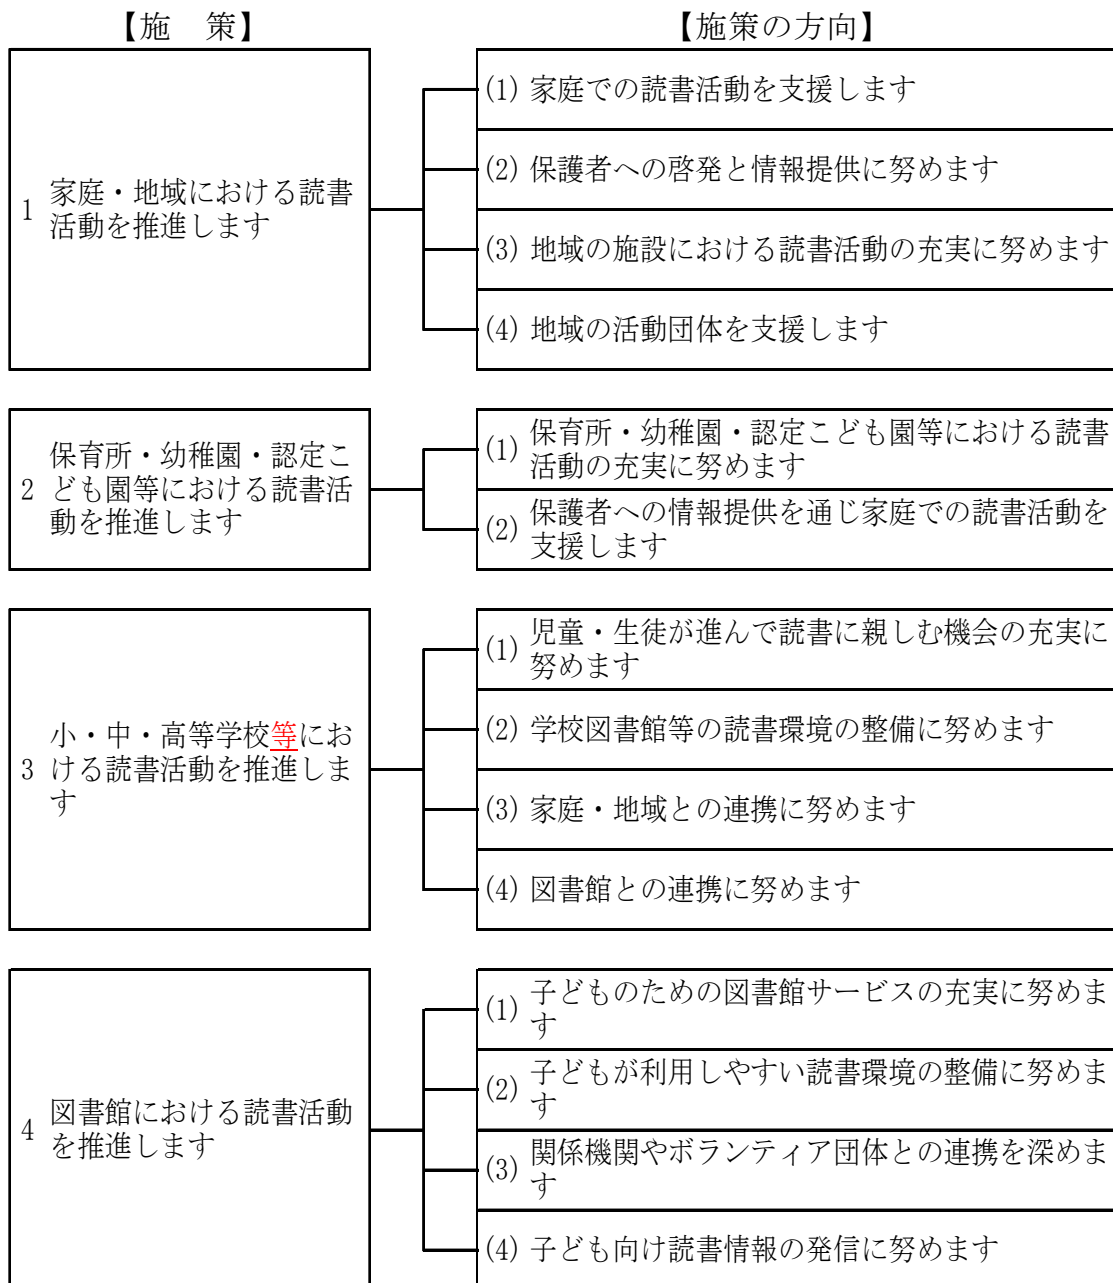 【施　策】
【施策の方向】
1 家庭・地域における読書
活動を推進します
(1) 家庭での読書活動を支援します
(2) 保護者への啓発と情報提供に努めます
(3) 地域の施設における読書活動の充実に努めます
(4) 地域の活動団体を支援します
2 保育所・幼稚園・認定こ
ども園等における読書活
動を推進します
(1) 保育所・幼稚園・認定こども園等における読書
活動の充実に努めます
(2) 保護者への情報提供を通じ家庭での読書活動を
支援します
3 小・中・高等学校等にお
ける読書活動を推進しま
す
(1) 児童・生徒が進んで読書に親しむ機会の充実に
努めます
(2) 学校図書館等の読書環境の整備に努めます
(3) 家庭・地域との連携に努めます
(4) 図書館との連携に努めます
4 図書館における読書活動
を推進します
(1) 子どものための図書館サービスの充実に努めま
す
(2) 子どもが利用しやすい読書環境の整備に努めま
す
(3) 関係機関やボランティア団体との連携を深めま
す
(4) 子ども向け読書情報の発信に努めます